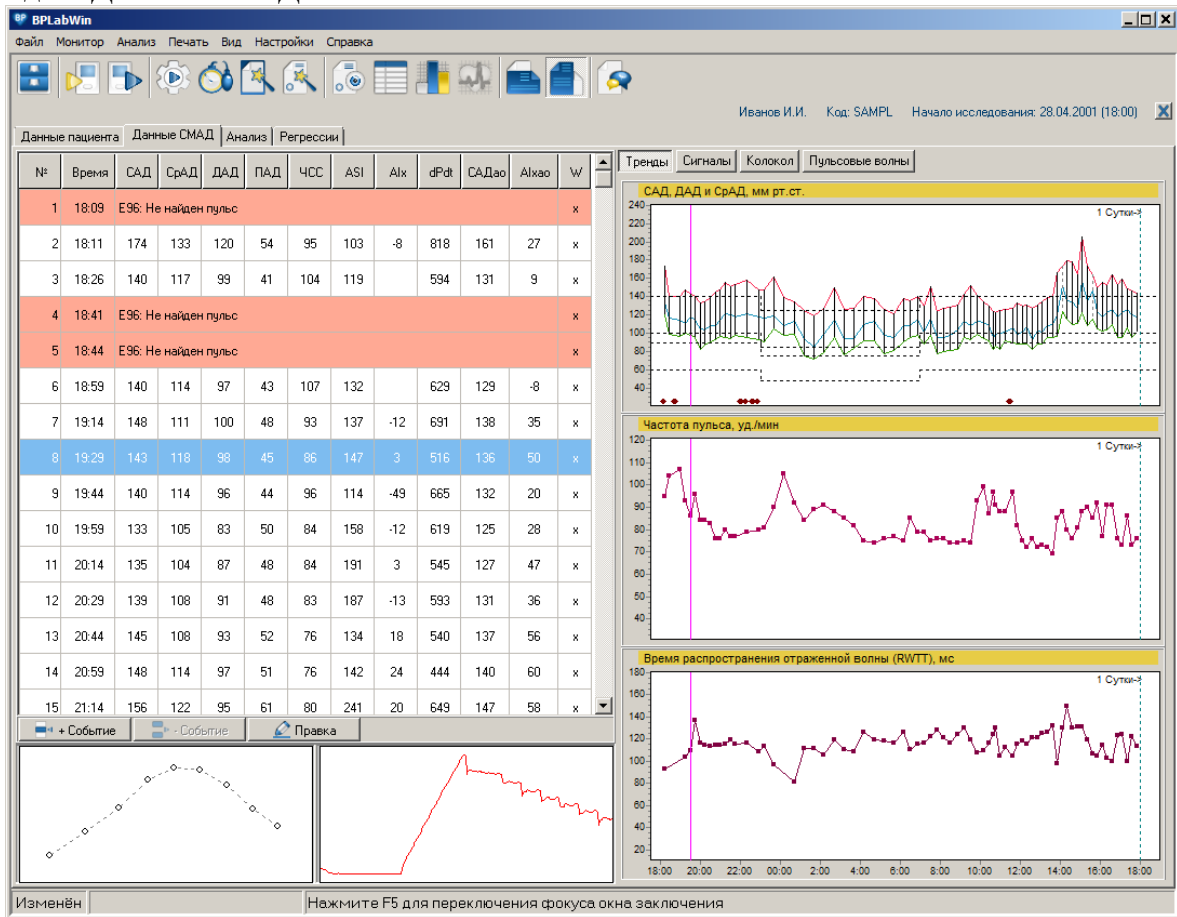 BPLabWin
Файл Монитор Анализ Печать Вид Настройки Справка
Иванов И.И. Код: SAMPL Начало исследования: 28.04.2001 (18:00)
Данные пациента Данные СМАД Анализ Регрессии
№ Время САД СрАД ДАД ПАД ЧСС ASI AIx dPdt САДао AIxao W
1 18:09 E96: Не найден пульс x
2 18:11 174 133 120 54 95 103 -8 818 161 27 x
3 18:26 140 117 99 41 104 119 594 131 9 x
4 18:41 E96: Не найден пульс x
5 18:44 E96: Не найден пульс x
6 18:59 140 114 97 43 107 132 629 129 -8 x
7 19:14 148 111 100 48 93 137 -12 691 138 35 x
8 19:29 143 118 98 45 86 147 3 516 136 50 x
9 19:44 140 114 96 44 96 114 -49 665 132 20 x
10 19:59 133 105 83 50 84 158 -12 619 125 28 x
11 20:14 135 104 87 48 84 191 3 545 127 47 x
12 20:29 139 108 91 48 83 187 -13 593 131 36 x
13 20:44 145 108 93 52 76 134 18 540 137 56 x
14 20:59 148 114 97 51 76 142 24 444 140 60 x
15 21:14 156 122 95 61 80 241 20 649 147 58 x
+ Событие - Событие Правка
Тренды Сигналы Колокол Пульсовые волны
САД, ДАД и СрАД, мм рт.ст.
1 Сутки->
240
220
200
180
160
140
120
100
80
60
40
Частота пульса, уд./мин
1 Сутки->
120
110
100
90
80
70
60
50
40
Время распространения отраженной волны (RWTT), мс
1 Сутки->
180
160
140
120
100
80
60
40
20
18:00 20:00 22:00 00:00 2:00 4:00 6:00 8:00 10:00 12:00 14:00 16:00 18:00
Изменён Нажмите F5 для переключения фокуса окна заключения